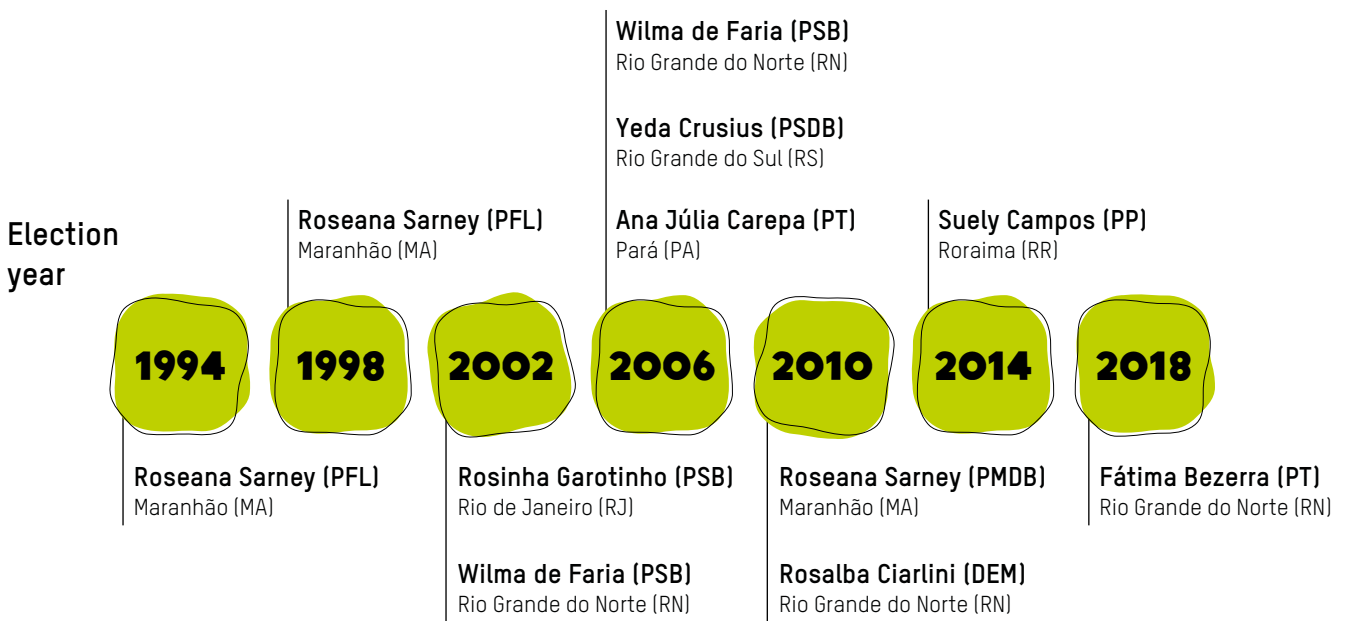 Wilma de Faria (PSB)
Rio Grande do Norte (RN)
Yeda Crusius (PSDB)
Rio Grande do Sul (RS)
Roseana Sarney (PFL)
Maranhão (MA)
Ana Júlia Carepa (PT)
Pará (PA)
Suely Campos (PP)
Roraima (RR)
Election
year
1994
1998
2002
2006
2010
2014
2018
Roseana Sarney (PFL)
Maranhão (MA)
Rosinha Garotinho (PSB)
Rio de Janeiro (RJ)
Roseana Sarney (PMDB)
Maranhão (MA)
Fátima Bezerra (PT)
Rio Grande do Norte (RN)
Wilma de Faria (PSB)
Rio Grande do Norte (RN)
Rosalba Ciarlini (DEM)
Rio Grande do Norte (RN)